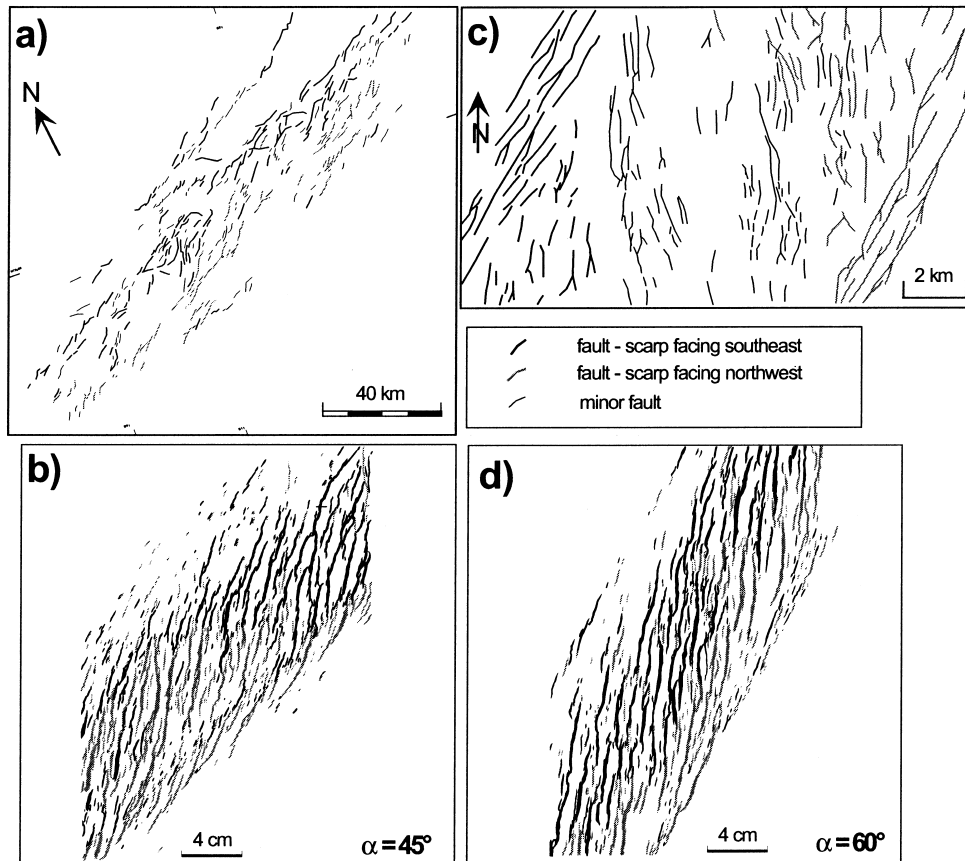 a)
N
40 km
c)
N
2 km
fault - scarp facing southeast
fault - scarp facing northwest
minor fault
b)
4 cm
α = 45°
d)
4 cm
α = 60°